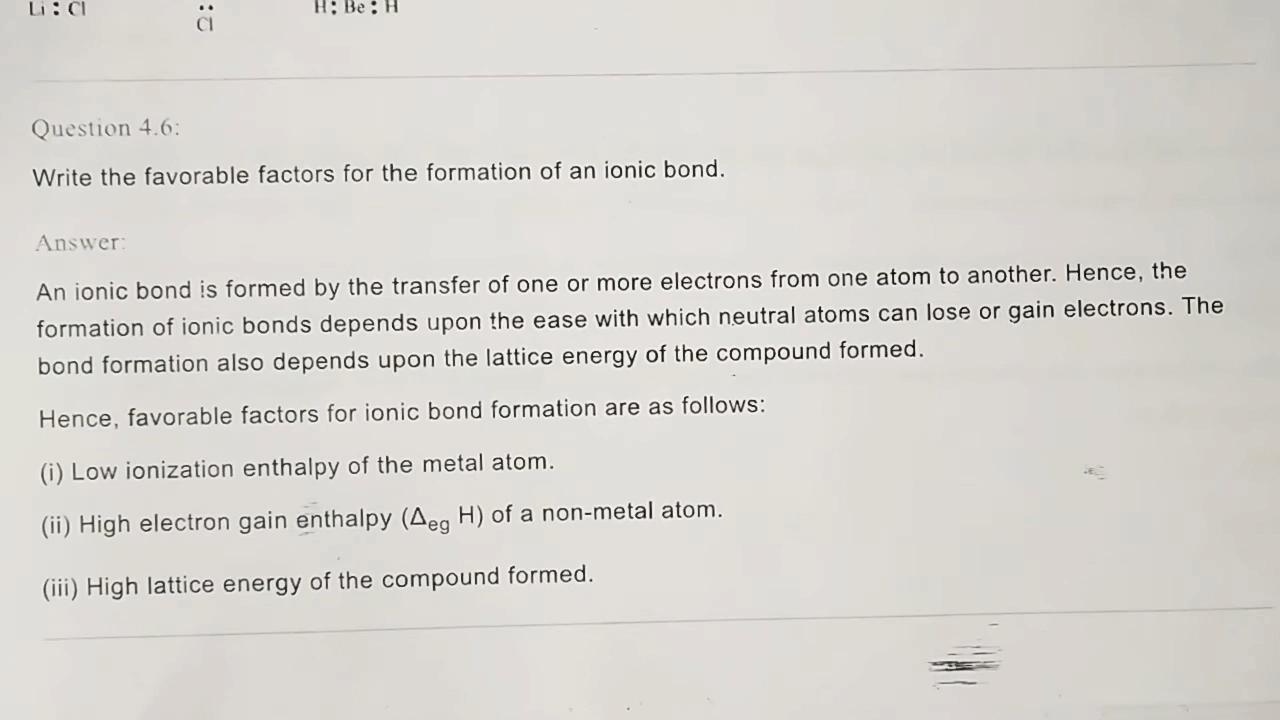 Li : Cl    Cl    H : Be : H
Question 4.6:
Write the favorable factors for the formation of an ionic bond.
Answer:
An ionic bond is formed by the transfer of one or more electrons from one atom to another. Hence, the
formation of ionic bonds depends upon the ease with which neutral atoms can lose or gain electrons. The
bond formation also depends upon the lattice energy of the compound formed.
Hence, favorable factors for ionic bond formation are as follows:
(i) Low ionization enthalpy of the metal atom.
(ii) High electron gain enthalpy (Δeg H) of a non-metal atom.
(iii) High lattice energy of the compound formed.